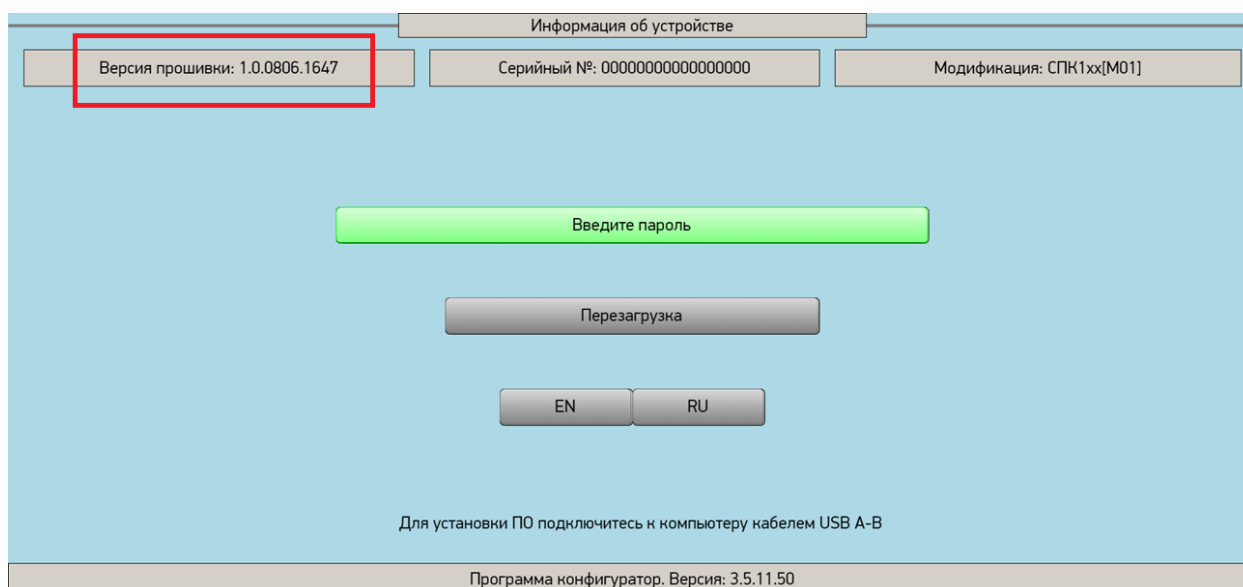 Информация об устройстве
Версия прошивки: 1.0.0806.1647
Серийный №: 00000000000000000
Модификация: СПК1xx[M01]
Введите пароль
Перезагрузка
EN
RU
Для установки ПО подключитесь к компьютеру кабелем USB A-B
Программа конфигуратор. Версия: 3.5.11.50